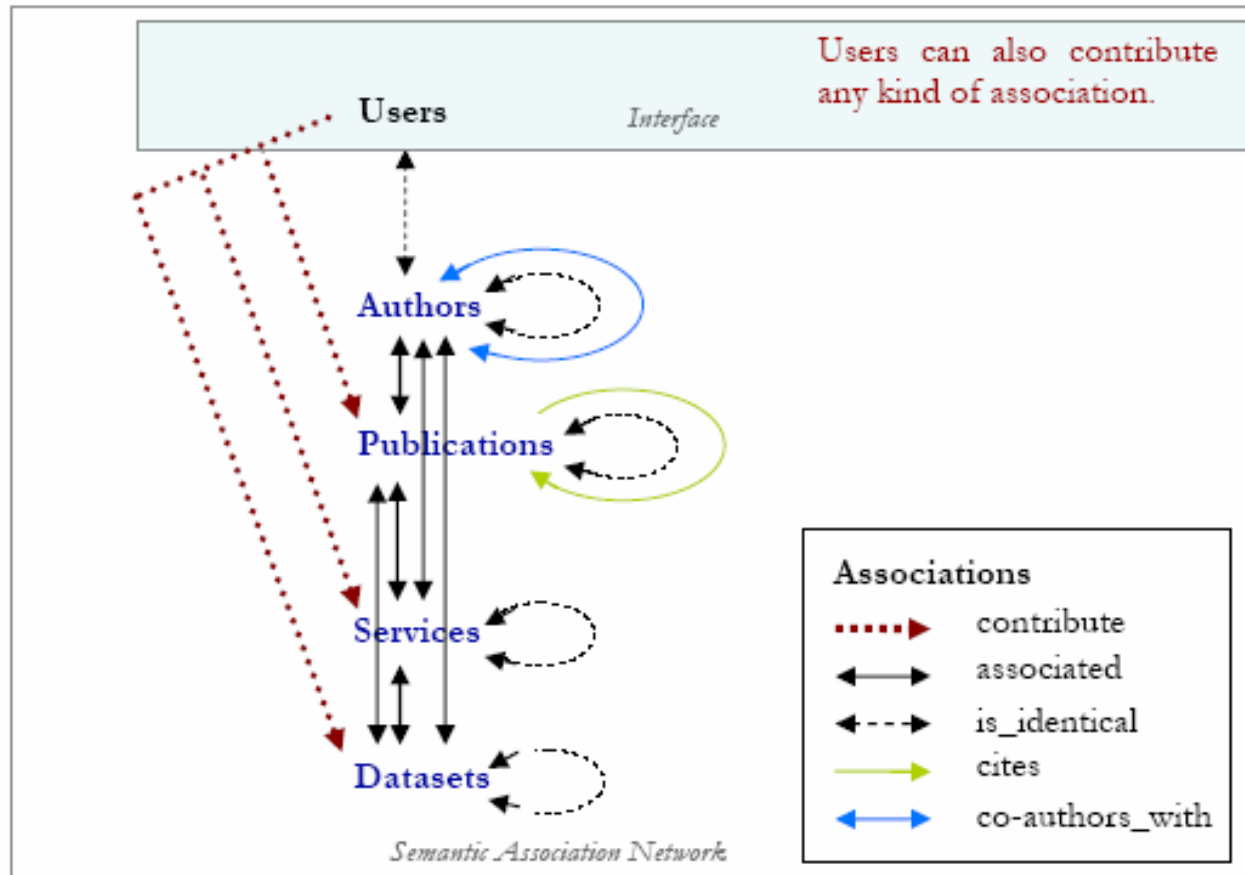 Users can also contribute
any kind of association.
Users
Interface
Authors
Publications
Services
Datasets
Semantic Association Network
Associations
contribute
associated
is_identical
cites
co-authors_with